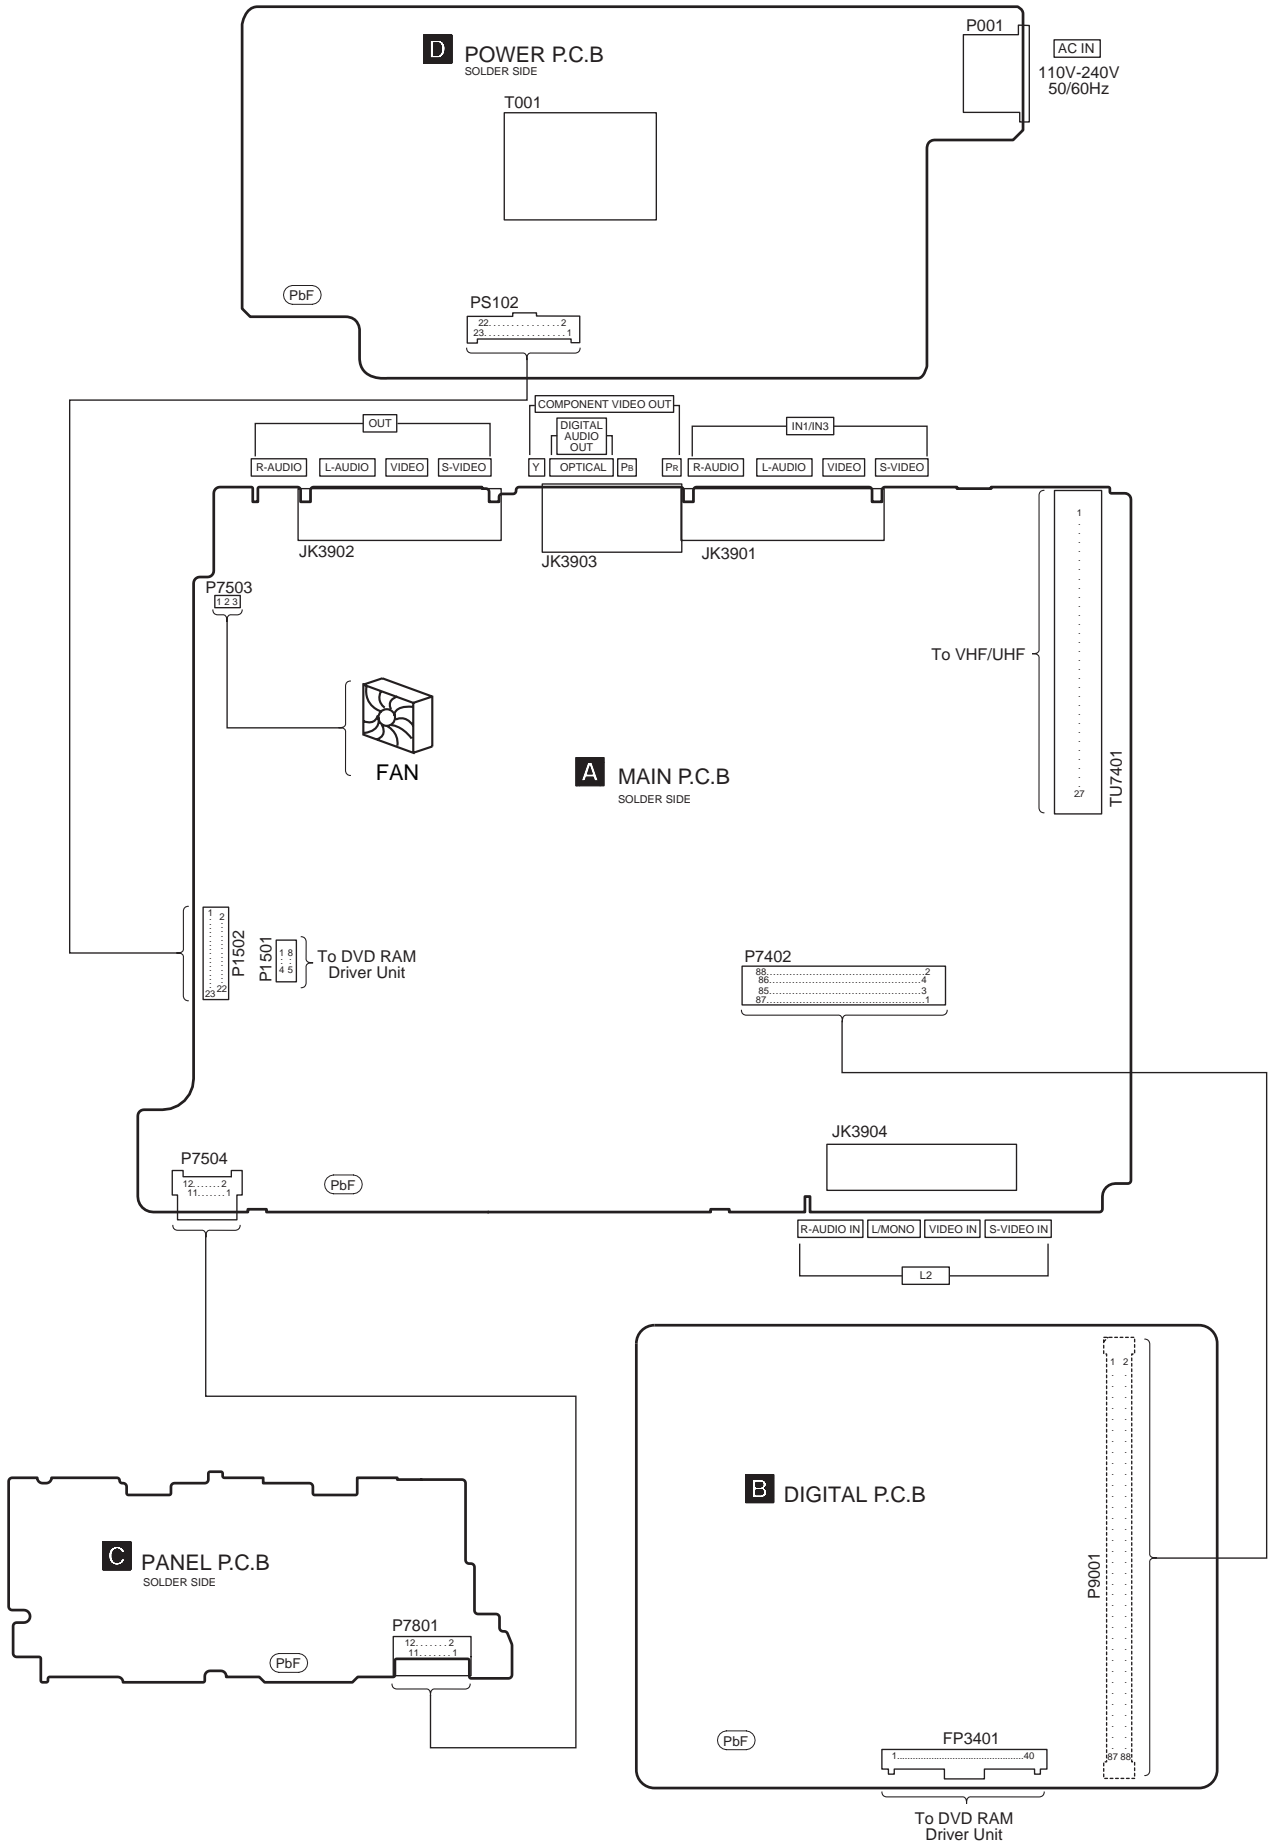 P001
D POWER P.C.B
SOLDER SIDE
AC IN
110V-240V
50/60Hz
T001
PbF
PS102
22..............2
23................1
COMPONENT VIDEO OUT
OUT
DIGITAL
AUDIO
OUT
IN1/IN3
R-AUDIO L-AUDIO VIDEO S-VIDEO Y OPTICAL PB PR R-AUDIO L-AUDIO VIDEO S-VIDEO
JK3902
JK3903
JK3901
1
P7503
1 2 3
To VHF/UHF
FAN
A MAIN P.C.B
SOLDER SIDE
TU7401
27
1 2
P1502
23 22
P1501
1 8
4 5
To DVD RAM
Driver Unit
P7402
88..............2
86..............4
85..............3
87..............1
JK3904
P7504
12.......2
11.......1
PbF
R-AUDIO IN L/MONO VIDEO IN S-VIDEO IN
L2
1 2
B DIGITAL P.C.B
C PANEL P.C.B
SOLDER SIDE
P9001
P7801
12.......2
11.......1
PbF
PbF
FP3401
1..............40
87 88
To DVD RAM
Driver Unit